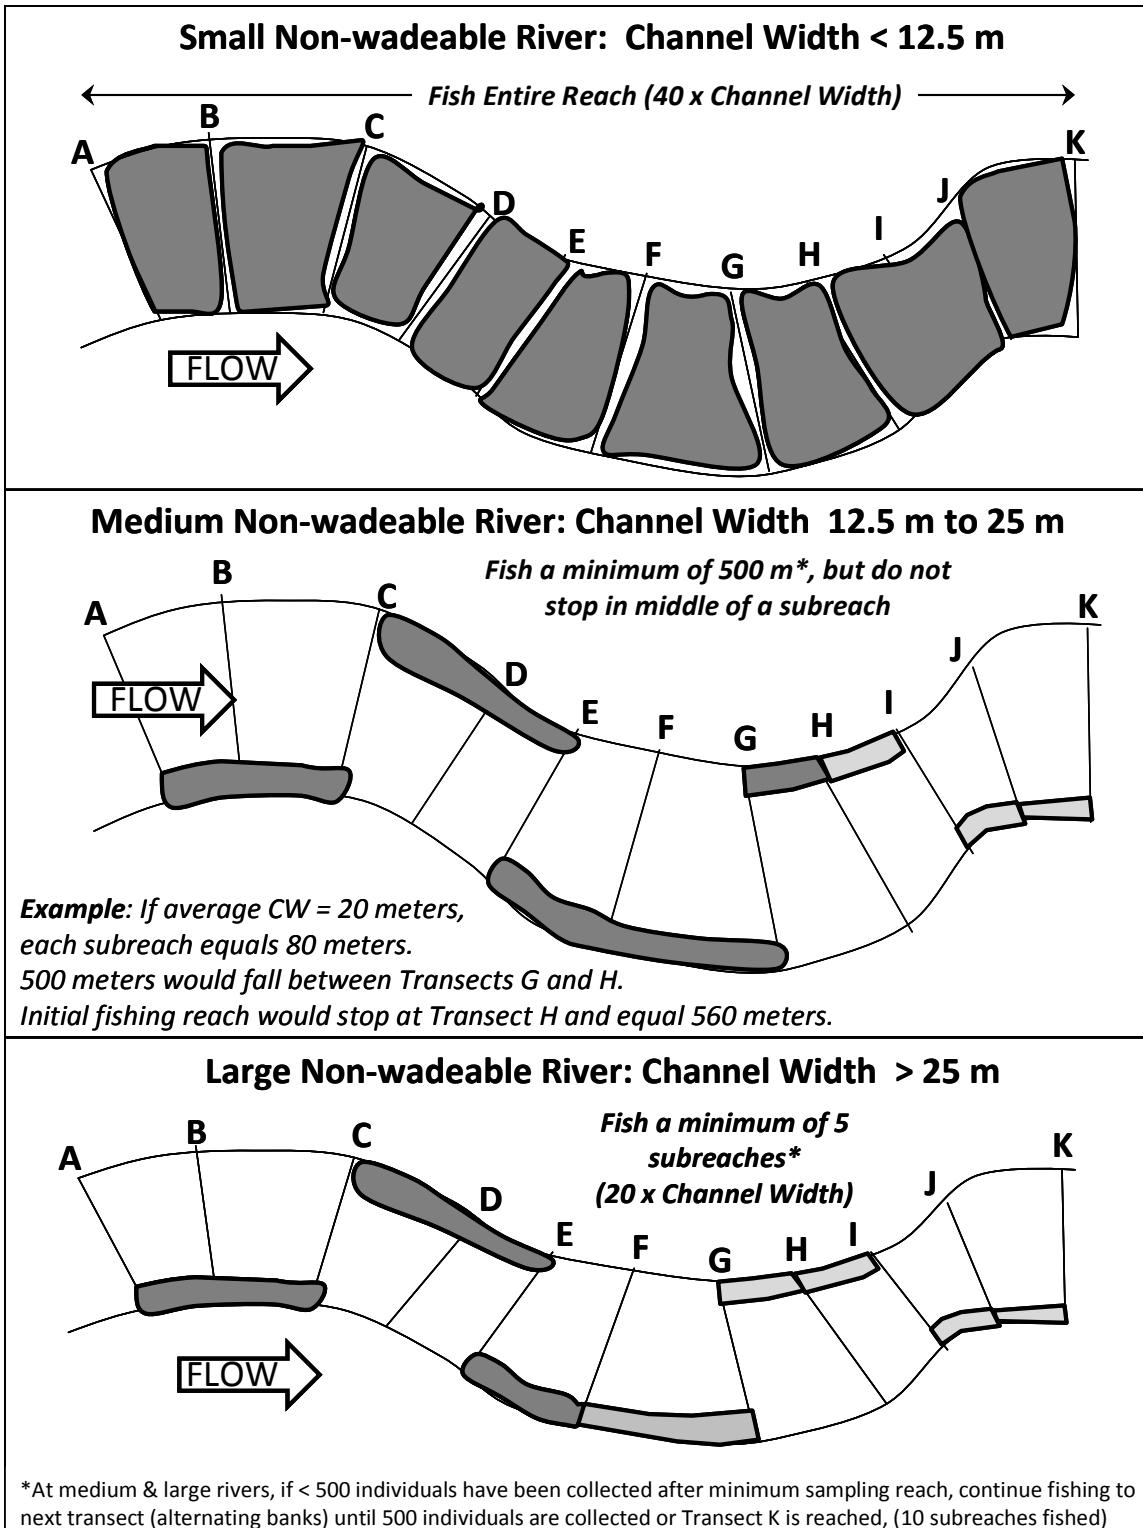 Small Non-wadeable River: Channel Width < 12.5 m
Fish Entire Reach (40 x Channel Width)
A
B
C
D
E
F
G
H
I
J
K
FLOW
Medium Non-wadeable River: Channel Width 12.5 m to 25 m
Fish a minimum of 500 m*, but do not
stop in middle of a subreach
A
B
C
D
E
F
G
H
I
J
K
FLOW
Example: If average CW = 20 meters,
each subreach equals 80 meters.
500 meters would fall between Transects G and H.
Initial fishing reach would stop at Transect H and equal 560 meters.
Large Non-wadeable River: Channel Width > 25 m
Fish a minimum of 5
subreaches*
(20 x Channel Width)
A
B
C
D
E
F
G
H
I
J
K
FLOW
*At medium & large rivers, if < 500 individuals have been collected after minimum sampling reach, continue fishing to
next transect (alternating banks) until 500 individuals are collected or Transect K is reached, (10 subreaches fished)